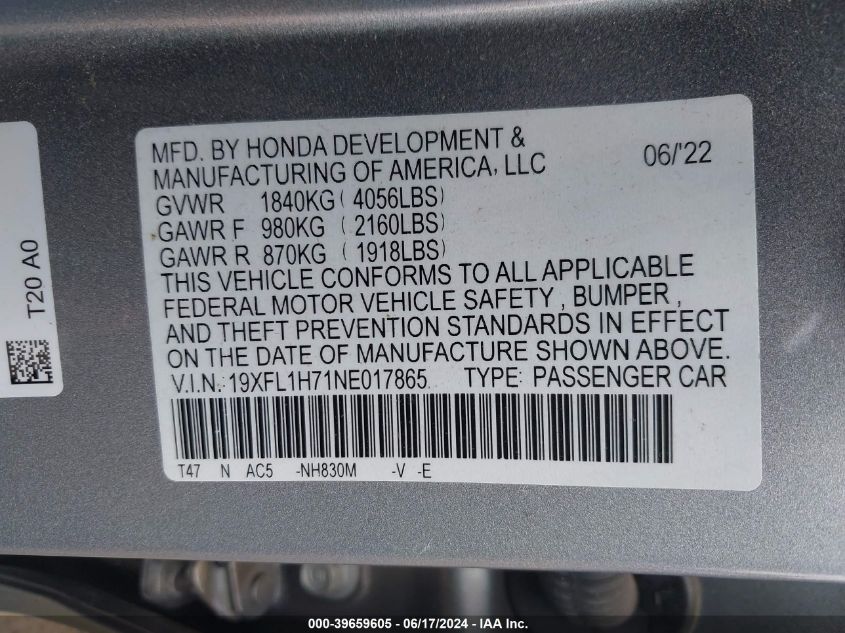 MFD. BY HONDA DEVELOPMENT &
MANUFACTURING OF AMERICA, LLC 06/'22
GVWR 1840KG ( 4056LBS)
GAWR F 980KG ( 2160LBS)
GAWR R 870KG ( 1918LBS)
THIS VEHICLE CONFORMS TO ALL APPLICABLE
FEDERAL MOTOR VEHICLE SAFETY , BUMPER ,
AND THEFT PREVENTION STANDARDS IN EFFECT
ON THE DATE OF MANUFACTURE SHOWN ABOVE.
V.I.N.: 19XFL1H71NE017865 TYPE: PASSENGER CAR
T47 N AC5 -NH830M -V -E
T20 A0
000-39659605 - 06/17/2024 - IAA Inc.